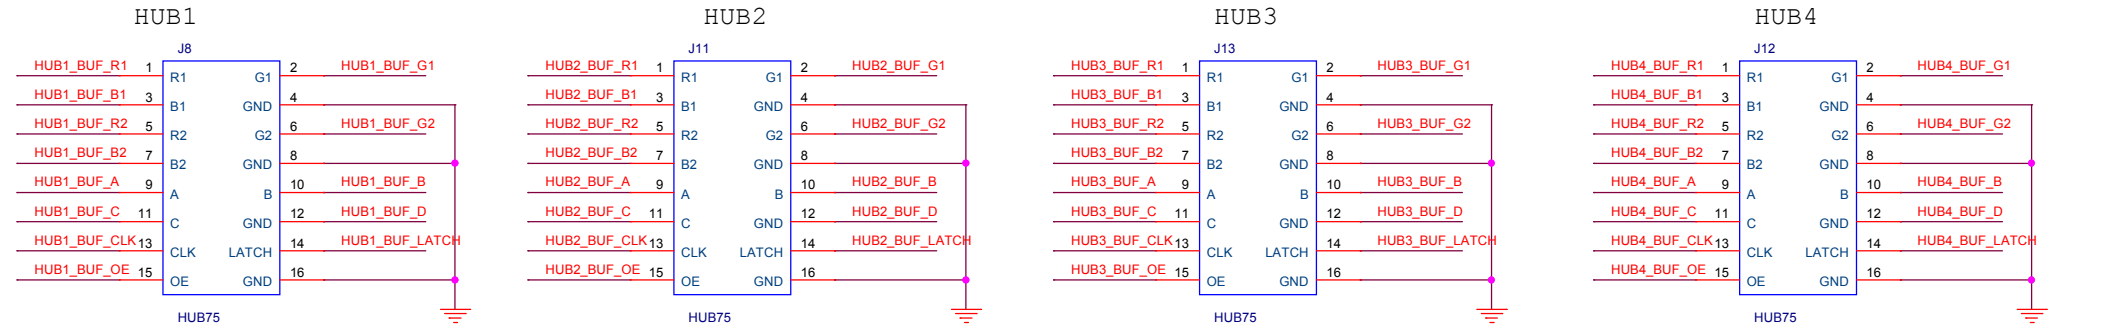 HUB1 HUB2 HUB3 HUB4
J8 J11 J13 J12
HUB1_BUF_R1 1 R1 G1 2 HUB1_BUF_G1 HUB2_BUF_R1 1 R1 G1 2 HUB2_BUF_G1 HUB3_BUF_R1 1 R1 G1 2 HUB3_BUF_G1 HUB4_BUF_R1 1 R1 G1 2 HUB4_BUF_G1
HUB1_BUF_B1 3 B1 GND 4 HUB2_BUF_B1 3 B1 GND 4 HUB3_BUF_B1 3 B1 GND 4 HUB4_BUF_B1 3 B1 GND 4
HUB1_BUF_R2 5 R2 G2 6 HUB1_BUF_G2 HUB2_BUF_R2 5 R2 G2 6 HUB2_BUF_G2 HUB3_BUF_R2 5 R2 G2 6 HUB3_BUF_G2 HUB4_BUF_R2 5 R2 G2 6 HUB4_BUF_G2
HUB1_BUF_B2 7 B2 GND 8 HUB2_BUF_B2 7 B2 GND 8 HUB3_BUF_B2 7 B2 GND 8 HUB4_BUF_B2 7 B2 GND 8
HUB1_BUF_A 9 A B 10 HUB1_BUF_B HUB2_BUF_A 9 A B 10 HUB2_BUF_B HUB3_BUF_A 9 A B 10 HUB3_BUF_B HUB4_BUF_A 9 A B 10 HUB4_BUF_B
HUB1_BUF_C 11 C GND 12 HUB1_BUF_D HUB2_BUF_C 11 C GND 12 HUB2_BUF_D HUB3_BUF_C 11 C GND 12 HUB3_BUF_D HUB4_BUF_C 11 C GND 12 HUB4_BUF_D
HUB1_BUF_CLK 13 CLK LATCH 14 HUB1_BUF_LATCH HUB2_BUF_CLK 13 CLK LATCH 14 HUB2_BUF_LATCH HUB3_BUF_CLK 13 CLK LATCH 14 HUB3_BUF_LATCH HUB4_BUF_CLK 13 CLK LATCH 14 HUB4_BUF_LATCH
HUB1_BUF_OE 15 OE GND 16 HUB2_BUF_OE 15 OE GND 16 HUB3_BUF_OE 15 OE GND 16 HUB4_BUF_OE 15 OE GND 16
HUB75 HUB75 HUB75 HUB75